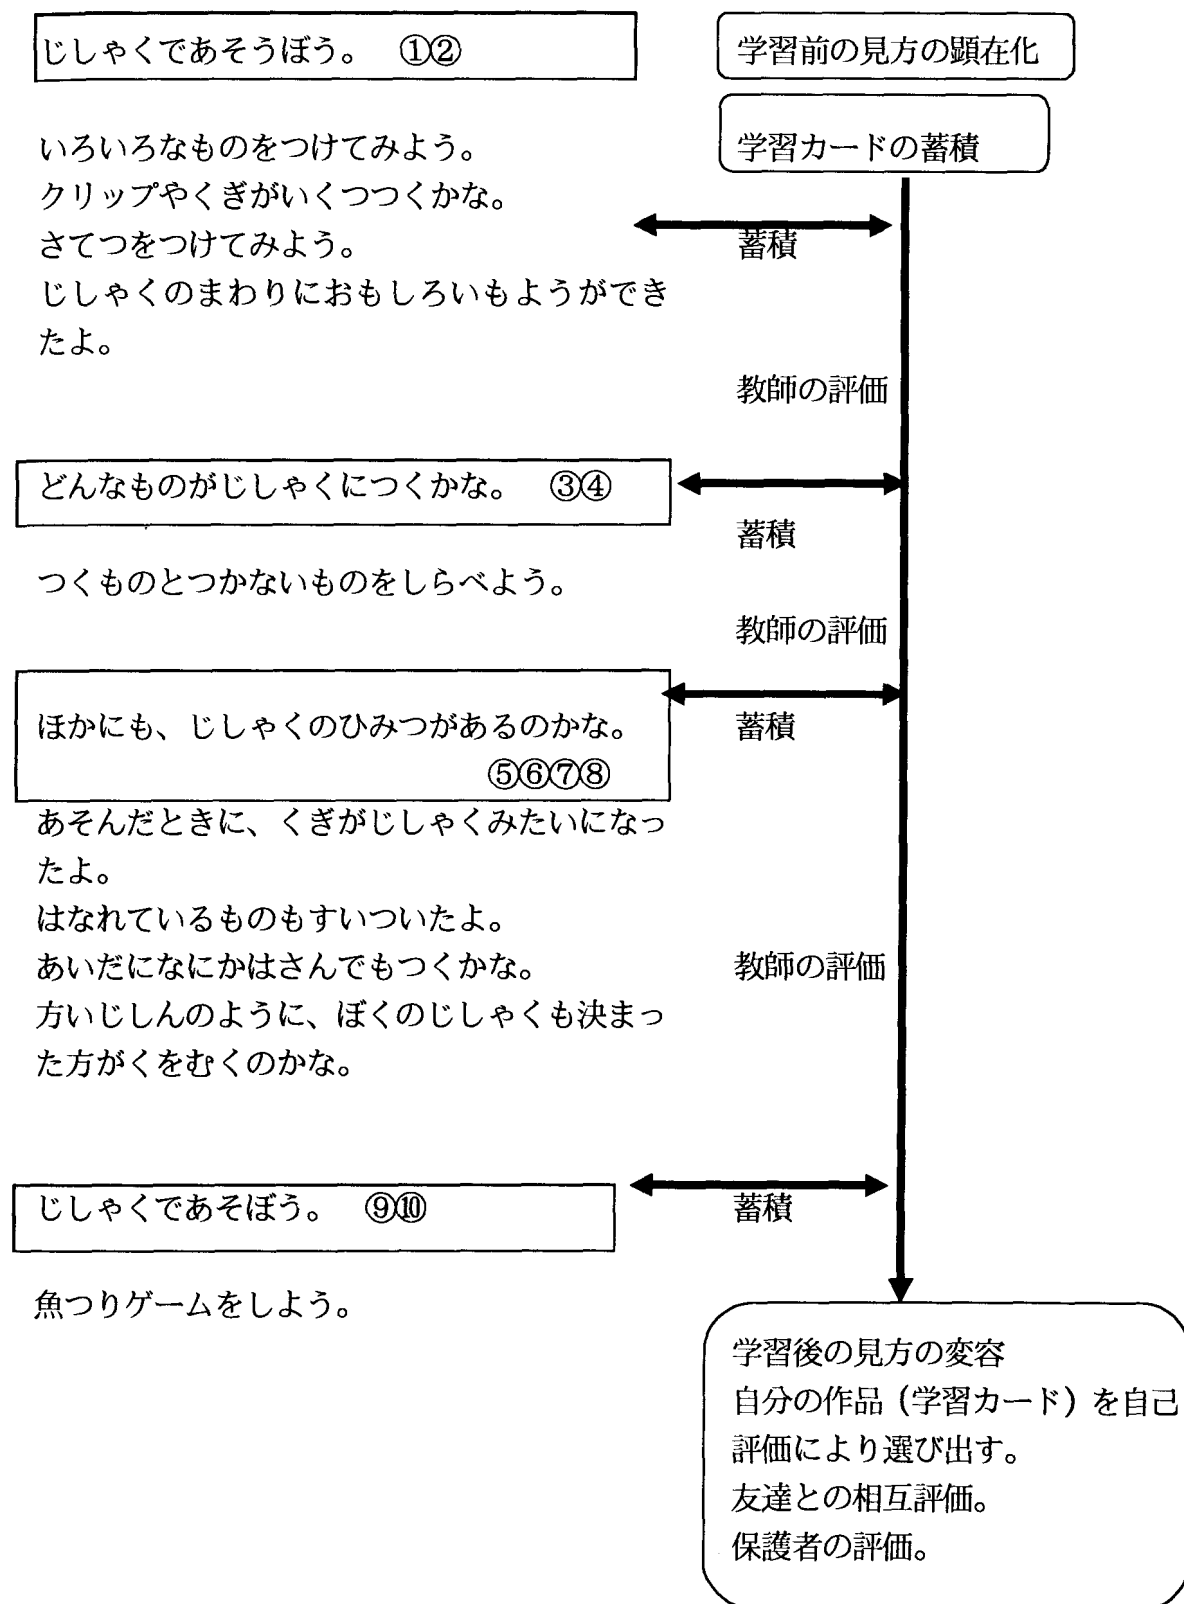 じしゃくであそうぼう。　①②
学習前の見方の顕在化
学習カードの蓄積
いろいろなものをつけてみよう。
クリップやくぎがいくつつくかな。
さてつをつけてみよう。
じしゃくのまわりにおもしろいもようができ
たよ。
蓄積
教師の評価
どんなものがじしゃくにつくかな。　③④
蓄積
つくものとつかないものをしらべよう。
教師の評価
ほかにも、じしゃくのひみつがあるのかな。
⑤⑥⑦⑧
蓄積
あそんだときに、くぎがじしゃくみたいになっ
たよ。
はなれているものもすいついたよ。
あいだになにかはさんでもつくかな。
方いじしんのように、ぼくのじしゃくも決まっ
た方がくをむくのかな。
教師の評価
じしゃくであそぼう。　⑨⑩
蓄積
魚つりゲームをしよう。
学習後の見方の変容
自分の作品（学習カード）を自己
評価により選び出す。
友達との相互評価。
保護者の評価。